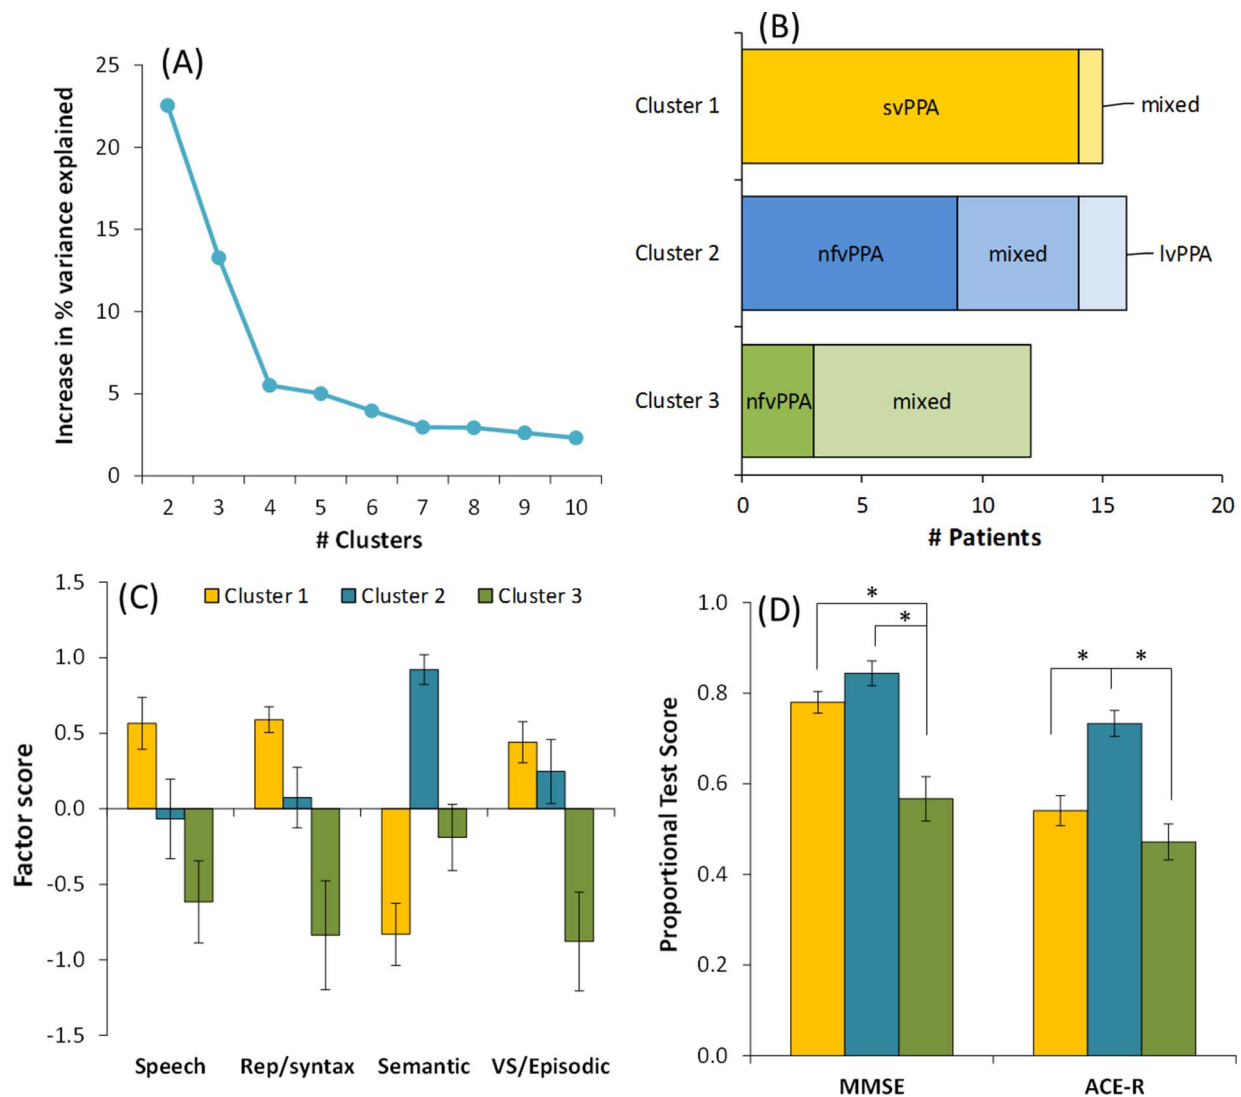 (A)
Increase in % variance explained
25
20
15
10
5
0
2 3 4 5 6 7 8 9 10
# Clusters
(B)
Cluster 1
svPPA
mixed
Cluster 2
nfvPPA
mixed
lvPPA
Cluster 3
nfvPPA
mixed
0 5 10 15 20
# Patients
(C)
Cluster 1 Cluster 2 Cluster 3
Factor score
1.5
1.0
0.5
0.0
-0.5
-1.0
-1.5
Speech Rep/syntax Semantic VS/Episodic
(D)
Proportional Test Score
1.0
0.8
0.6
0.4
0.2
0.0
*
*
* *
MMSE ACE-R